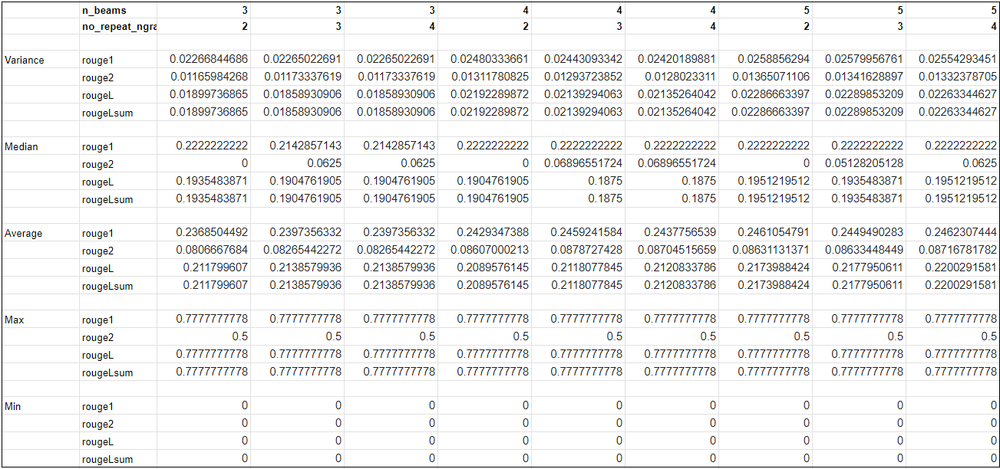 n_beams 3 3 3 4 4 4 5 5 5
no_repeat_ngra 2 3 4 2 3 4 2 3 4
Variance rouge1 0.02266844686 0.02265022691 0.02265022691 0.02480333661 0.02443093342 0.02420189881 0.0258856294 0.02579956761 0.02554293451
rouge2 0.01165984268 0.01173337619 0.01173337619 0.01311780825 0.01293723852 0.0128023311 0.01365071106 0.01341628897 0.01332378705
rougeL 0.01899736865 0.01858930906 0.01858930906 0.02192289872 0.02139294063 0.02135264042 0.02286663397 0.02289853209 0.02263344627
rougeLsum 0.01899736865 0.01858930906 0.01858930906 0.02192289872 0.02139294063 0.02135264042 0.02286663397 0.02289853209 0.02263344627
Median rouge1 0.2222222222 0.2142857143 0.2142857143 0.2222222222 0.2222222222 0.2222222222 0.2222222222 0.2222222222 0.2222222222
rouge2 0 0.0625 0.0625 0 0.06896551724 0.06896551724 0 0.05128205128 0.0625
rougeL 0.1935483871 0.1904761905 0.1904761905 0.1904761905 0.1875 0.1875 0.1951219512 0.1935483871 0.1951219512
rougeLsum 0.1935483871 0.1904761905 0.1904761905 0.1904761905 0.1875 0.1875 0.1951219512 0.1935483871 0.1951219512
Average rouge1 0.2368504492 0.2397356332 0.2397356332 0.2429347388 0.2459241584 0.2437756539 0.2461054791 0.2449490283 0.2462307444
rouge2 0.0806667684 0.08265442272 0.08265442272 0.08607000213 0.0878727428 0.08704515659 0.08631131371 0.08633448449 0.08716781782
rougeL 0.211799607 0.2138579936 0.2138579936 0.2089576145 0.2118077845 0.2120833786 0.2173988424 0.2177950611 0.2200291581
rougeLsum 0.211799607 0.2138579936 0.2138579936 0.2089576145 0.2118077845 0.2120833786 0.2173988424 0.2177950611 0.2200291581
Max rouge1 0.7777777778 0.7777777778 0.7777777778 0.7777777778 0.7777777778 0.7777777778 0.7777777778 0.7777777778 0.7777777778
rouge2 0.5 0.5 0.5 0.5 0.5 0.5 0.5 0.5 0.5
rougeL 0.7777777778 0.7777777778 0.7777777778 0.7777777778 0.7777777778 0.7777777778 0.7777777778 0.7777777778 0.7777777778
rougeLsum 0.7777777778 0.7777777778 0.7777777778 0.7777777778 0.7777777778 0.7777777778 0.7777777778 0.7777777778 0.7777777778
Min rouge1 0 0 0 0 0 0 0 0 0
rouge2 0 0 0 0 0 0 0 0 0
rougeL 0 0 0 0 0 0 0 0 0
rougeLsum 0 0 0 0 0 0 0 0 0